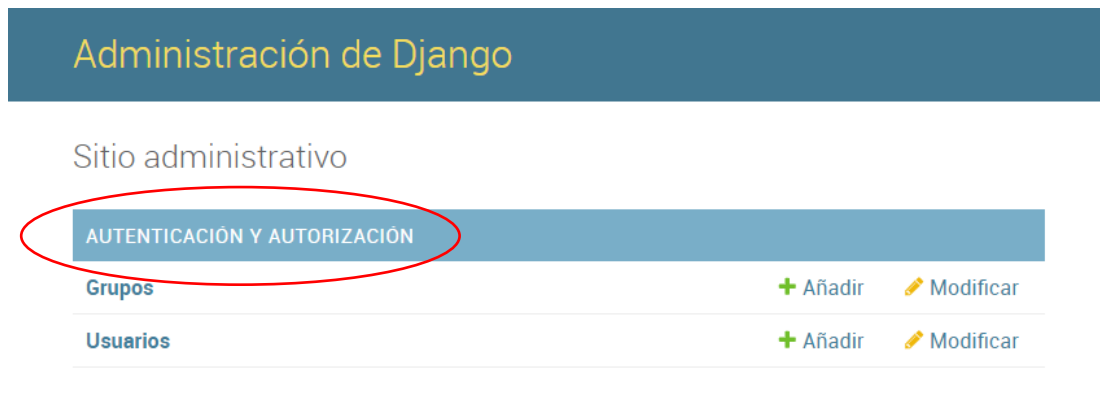 Administración de Django
Sitio administrativo
AUTENTICACIÓN Y AUTORIZACIÓN
Grupos Añadir Modificar
Usuarios Añadir Modificar